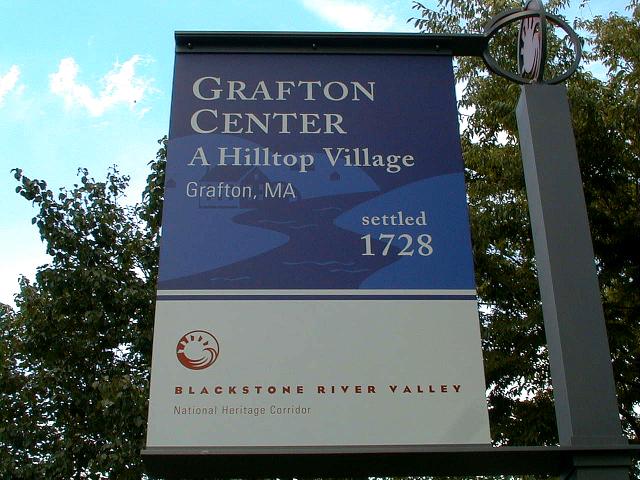 GRAFTON
CENTER
A Hilltop Village
Grafton, MA
settled
1728
BLACKSTONE RIVER VALLEY
National Heritage Corridor